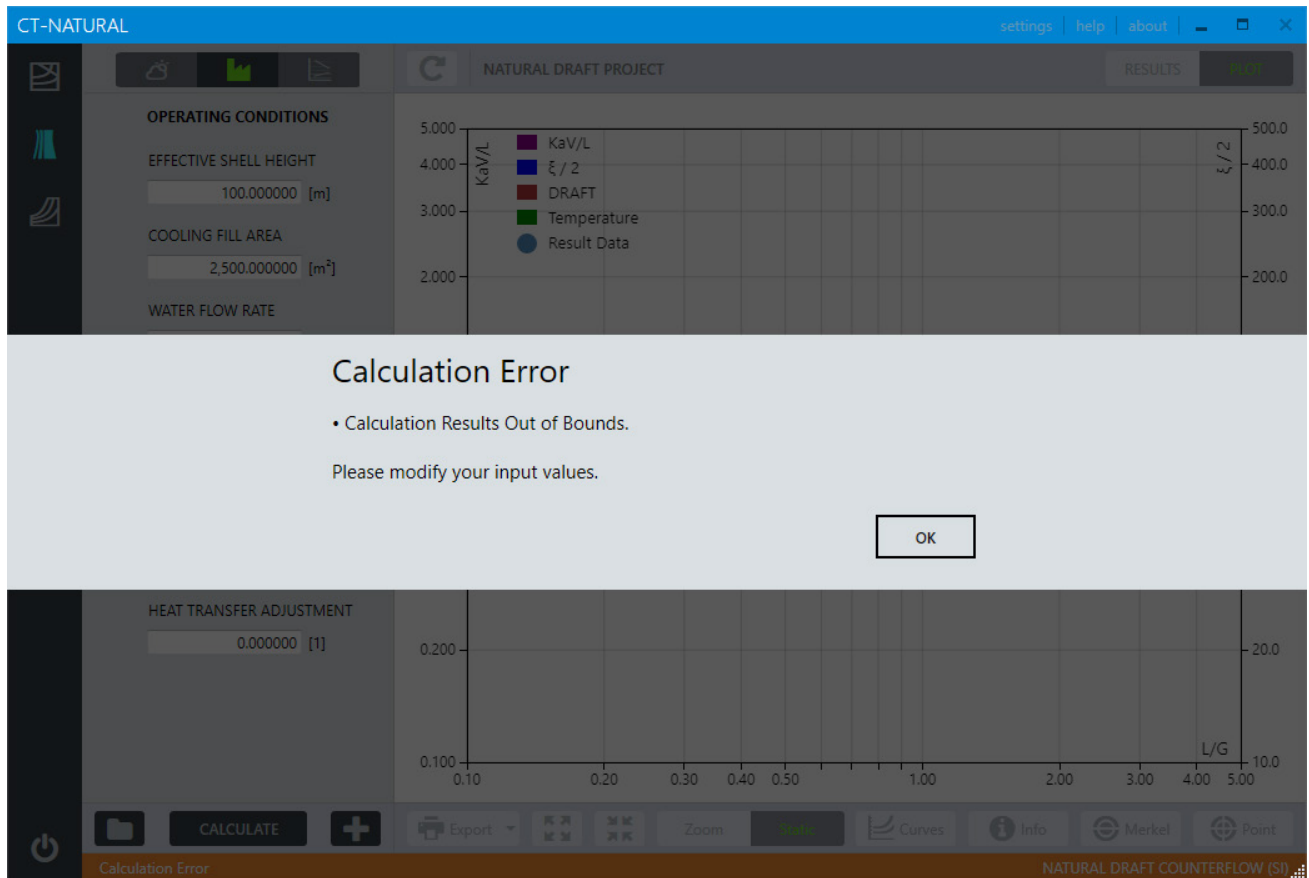 CT-NATURAL
settings
help
about
NATURAL DRAFT PROJECT
RESULTS
PLOT
OPERATING CONDITIONS
EFFECTIVE SHELL HEIGHT
100.000000 [m]
COOLING FILL AREA
2,500.000000 [m²]
WATER FLOW RATE
5.000
4.000
3.000
2.000
KaV/L
KaV/L
ξ / 2
DRAFT
Temperature
Result Data
ξ / 2
500.0
400.0
300.0
200.0
Calculation Error
• Calculation Results Out of Bounds.
Please modify your input values.
OK
HEAT TRANSFER ADJUSTMENT
0.000000 [1]
0.200
0.100
20.0
10.0
L/G
0.10
0.20
0.30
0.40
0.50
1.00
2.00
3.00
4.00
5.00
CALCULATE
Export
Zoom
Static
Curves
Info
Merkel
Point
Calculation Error
NATURAL DRAFT COUNTERFLOW (SI)